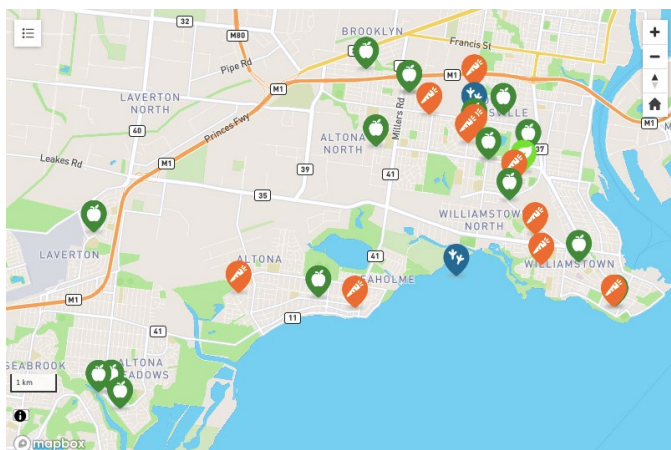 32
BROOKLYN
M80
Francis St
Pipe Rd
M1
M1
LAVERTON
NORTH
Millers Rd
Princes Fwy
40
ALTONA
NORTH
37
Leakes Rd
M1
39
41
35
WILLIAMSTOWN
NORTH
LAVERTON
41
ALTONA
WILLIAMSTOWN
M1
11
41
SEABROOK
ALTONA
1 km
mapbox